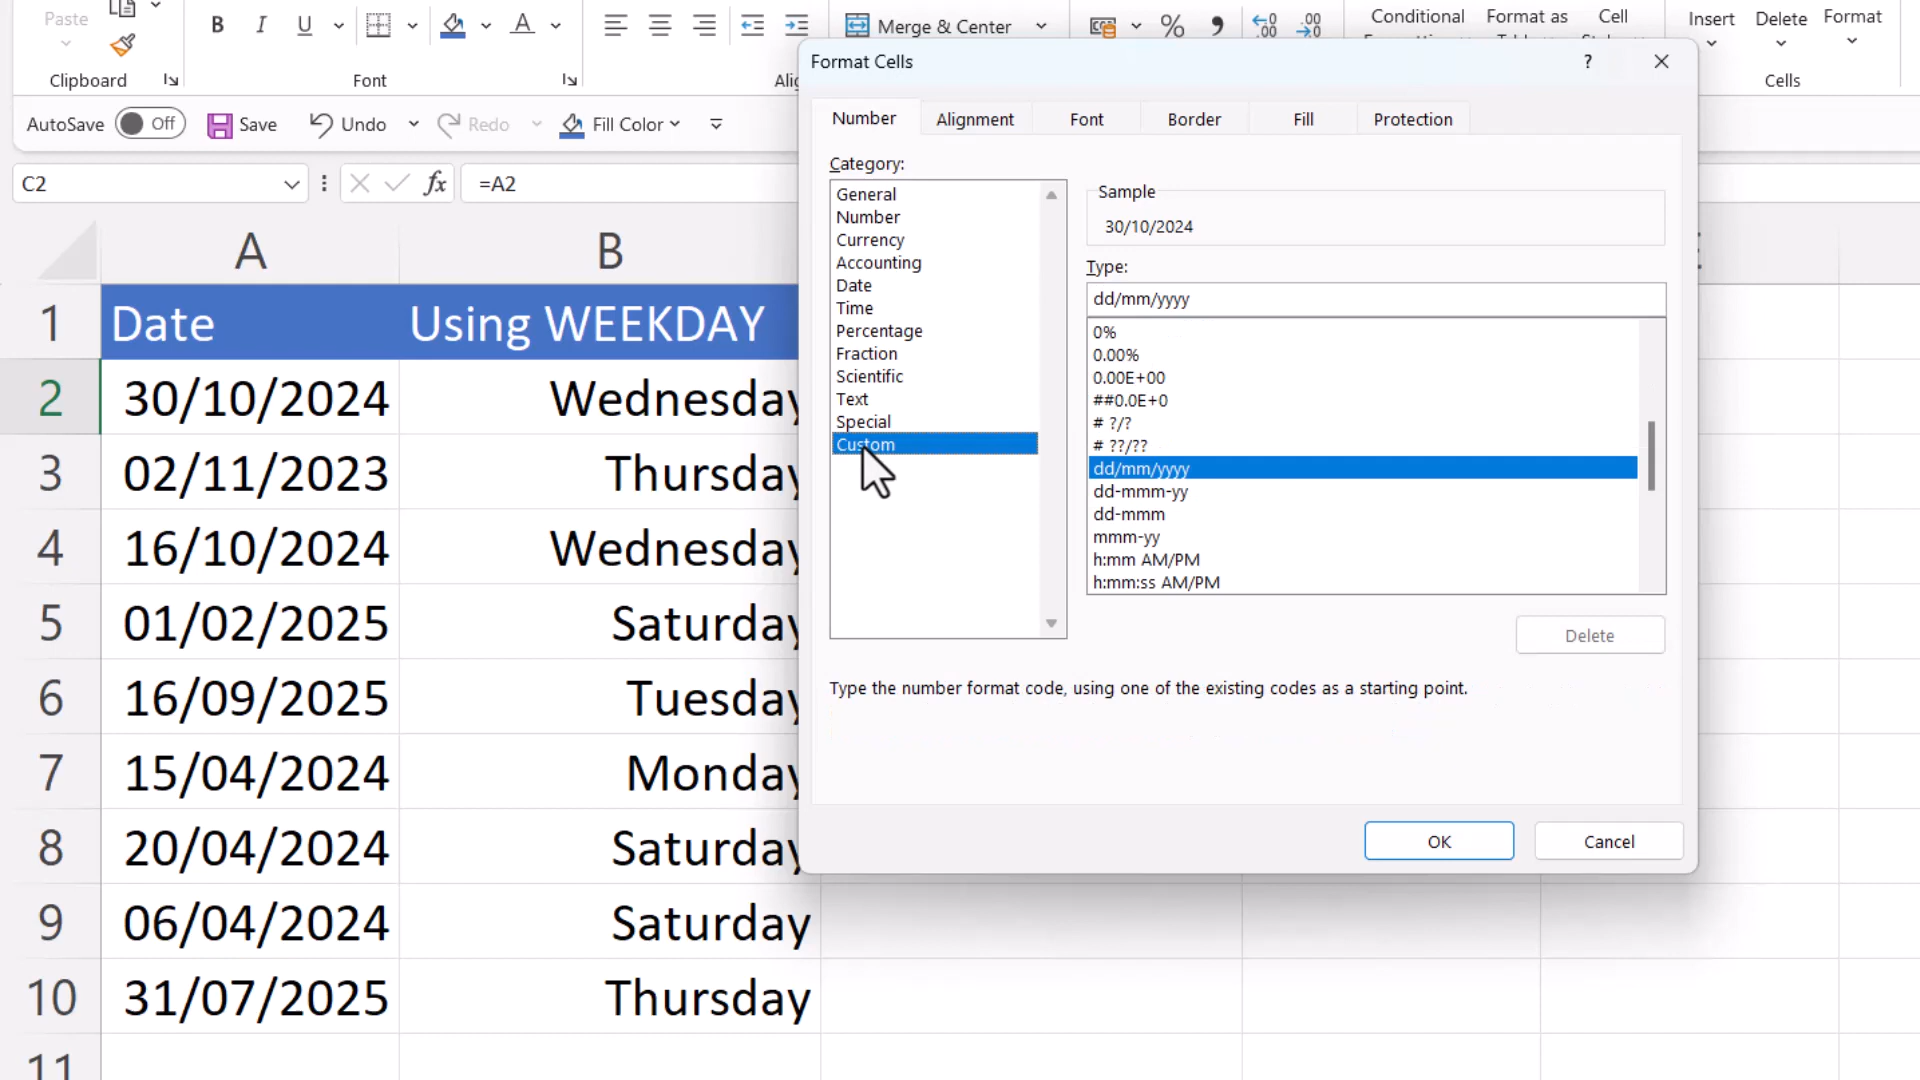 Paste
B I U
A
Merge & Center
%
Conditional
Format as
Cell
Insert
Delete
Format
Clipboard
Font
Cells
AutoSave
Off
Save
Undo
Redo
Fill Color
C2
fx
=A2
A
B
1
Date
Using WEEKDAY
2
30/10/2024
Wednesday
3
02/11/2023
Thursday
4
16/10/2024
Wednesday
5
01/02/2025
Saturday
6
16/09/2025
Tuesday
7
15/04/2024
Monday
8
20/04/2024
Saturday
9
06/04/2024
Saturday
10
31/07/2025
Thursday
11
Format Cells
?
Number
Alignment
Font
Border
Fill
Protection
Category:
General
Number
Currency
Accounting
Date
Time
Percentage
Fraction
Scientific
Text
Special
Custom
Sample
30/10/2024
Type:
dd/mm/yyyy
0%
0.00%
0.00E+00
##0.0E+0
# ?/?
# ??/??
dd/mm/yyyy
dd-mmm-yy
dd-mmm
mmm-yy
h:mm AM/PM
h:mm:ss AM/PM
Delete
Type the number format code, using one of the existing codes as a starting point.
OK
Cancel